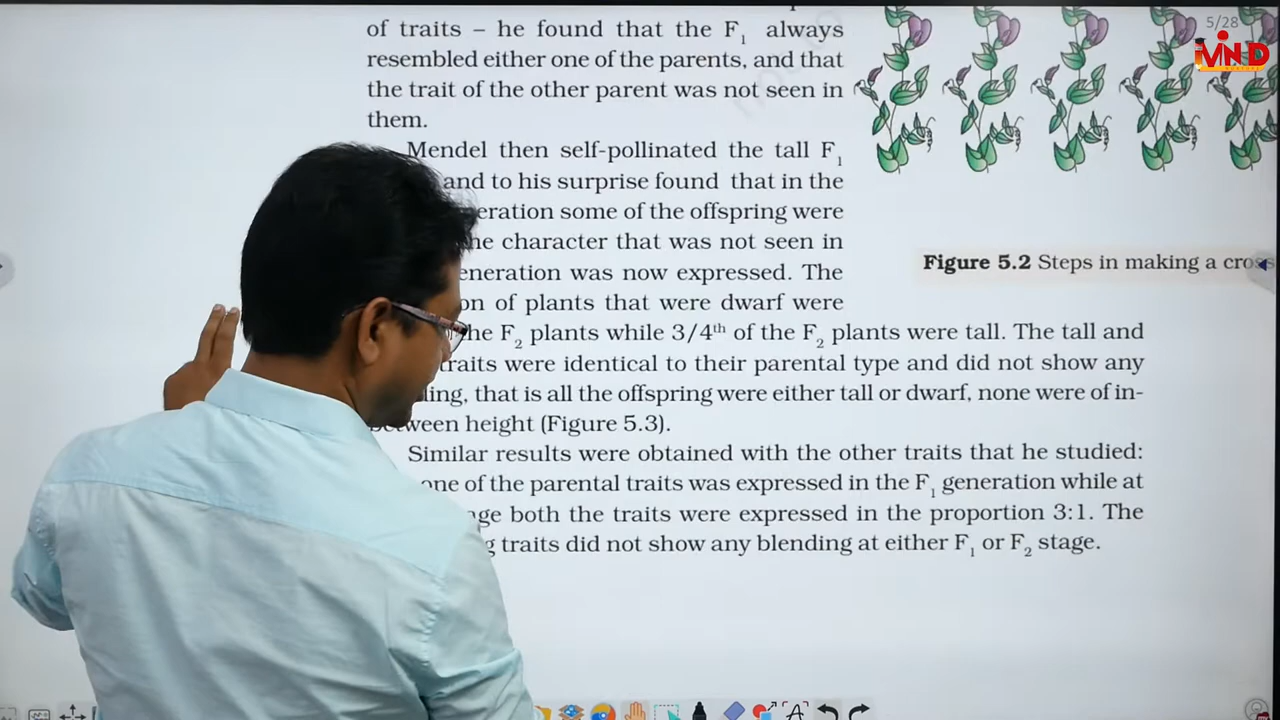 of traits – he found that the F1 always
resembled either one of the parents, and that
the trait of the other parent was not seen in
them.
Mendel then self-pollinated the tall F1
and to his surprise found that in the
eration some of the offspring were
he character that was not seen in
eneration was now expressed. The
on of plants that were dwarf were
he F2 plants while 3/4th of the F2 plants were tall. The tall and
traits were identical to their parental type and did not show any
ling, that is all the offspring were either tall or dwarf, none were of in-
ween height (Figure 5.3).
Similar results were obtained with the other traits that he studied:
one of the parental traits was expressed in the F1 generation while at
ge both the traits were expressed in the proportion 3:1. The
g traits did not show any blending at either F1 or F2 stage.
Figure 5.2 Steps in making a cross
5/28